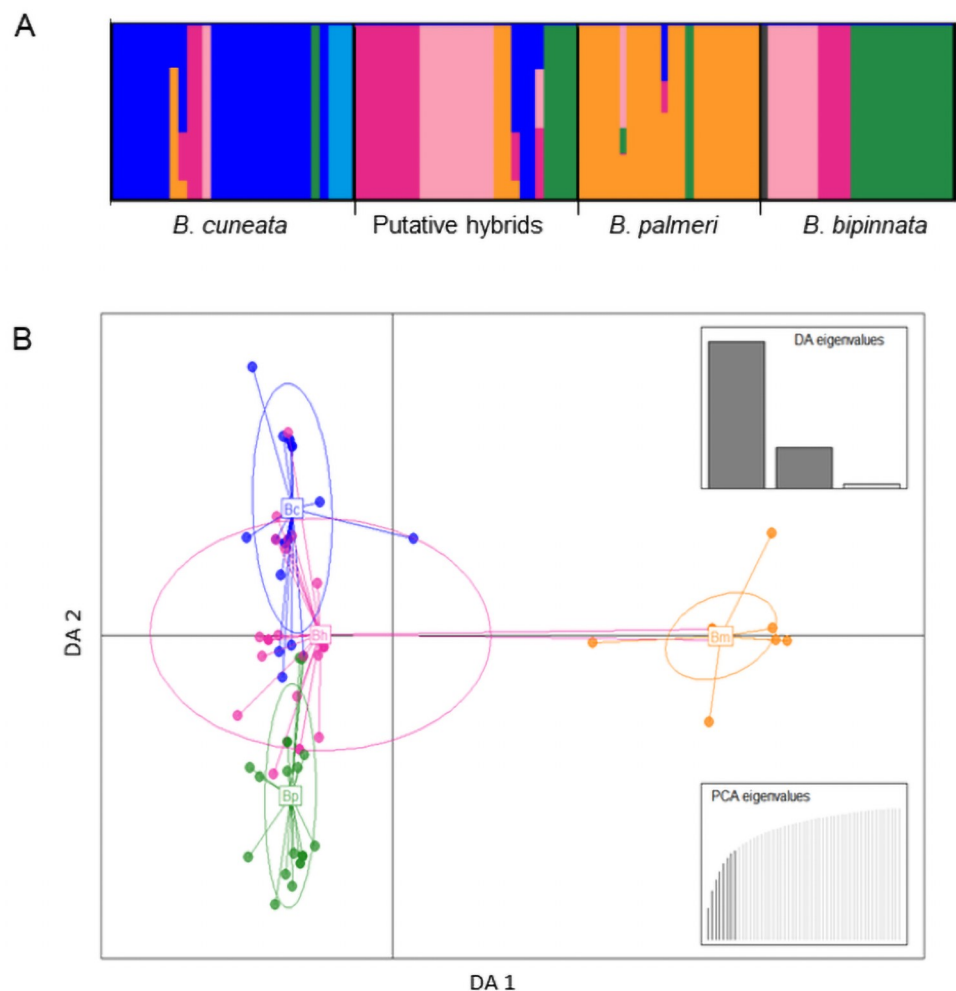 A
B. cuneata
Putative hybrids
B. palmeri
B. bipinnata
B
DA eigenvalues
Bc
Bh
Bm
DA 2
Bp
PCA eigenvalues
DA 1